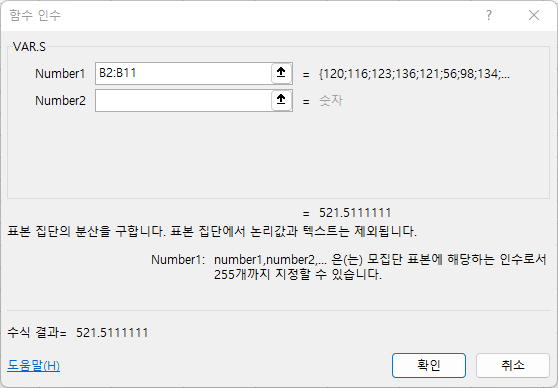 함수 인수
? ×
VAR.S
Number1 B2:B11 = {120;116;123;136;121;56;98;134;...
Number2 = 숫자
= 521.5111111
표본 집단의 분산을 구합니다. 표본 집단에서 논리값과 텍스트는 제외됩니다.
Number1: number1,number2,... 은(는) 모집단 표본에 해당하는 인수로서
255개까지 지정할 수 있습니다.
수식 결과= 521.5111111
도움말(H)
확인 취소